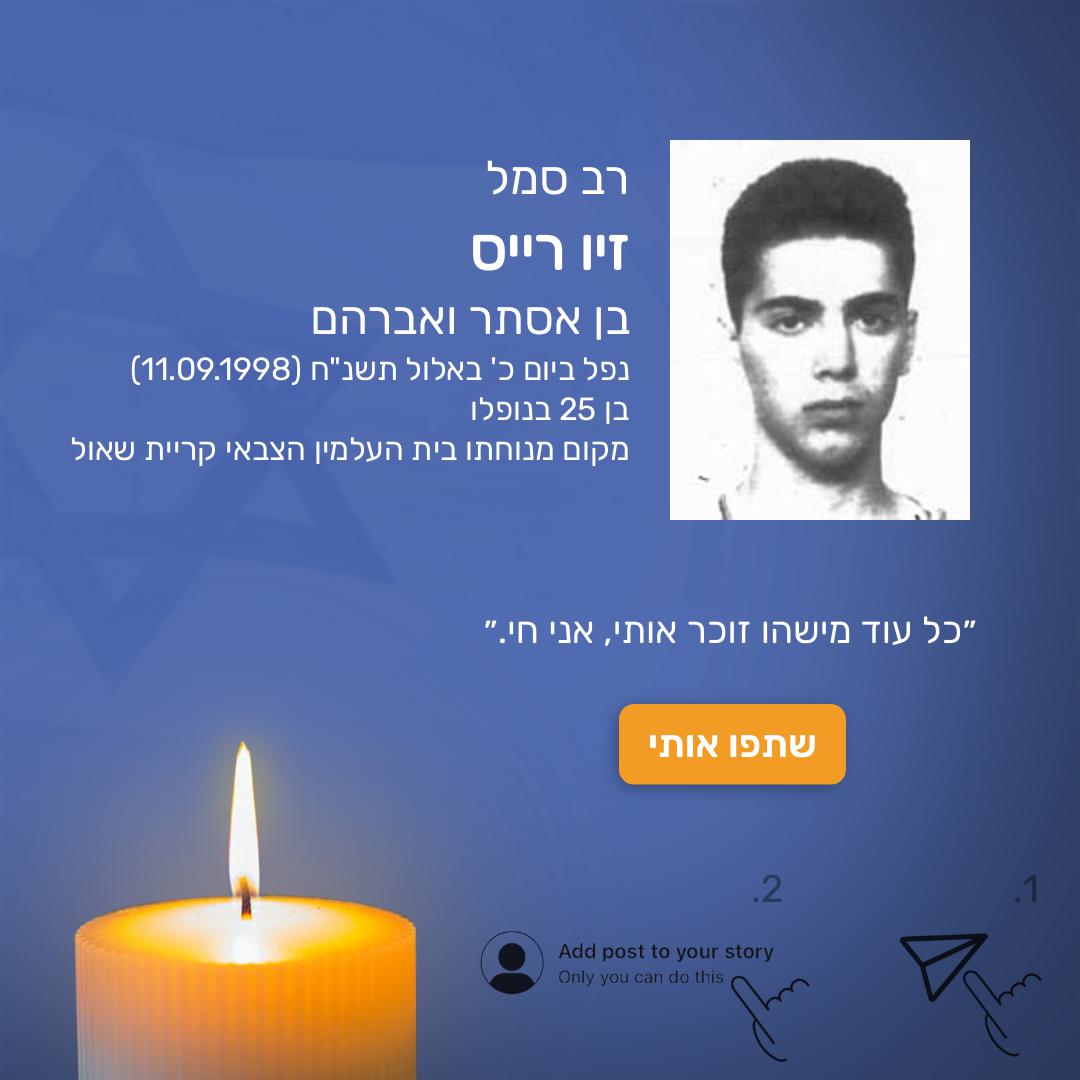 רב סמל
זיו רייס
בן אסתר ואברהם
נפל ביום כ' באלול תשנ"ח (11.09.1998)
בן 25 בנופלו
מקום מנוחתו בית העלמין הצבאי קריית שאול
״כל עוד מישהו זוכר אותי, אני חי.״
שתפו אותי
1.
2.
Add post to your story
Only you can do this